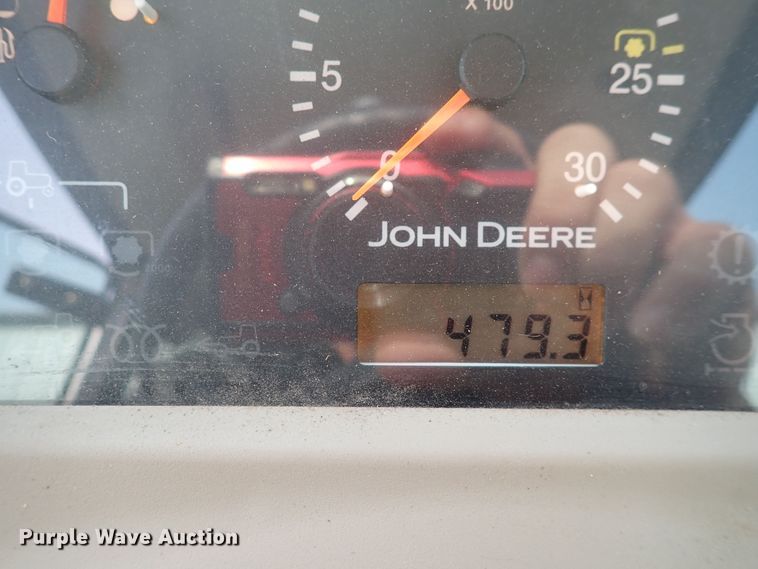 X 100
5
25
0
30
JOHN DEERE
479.3
Purple Wave Auction